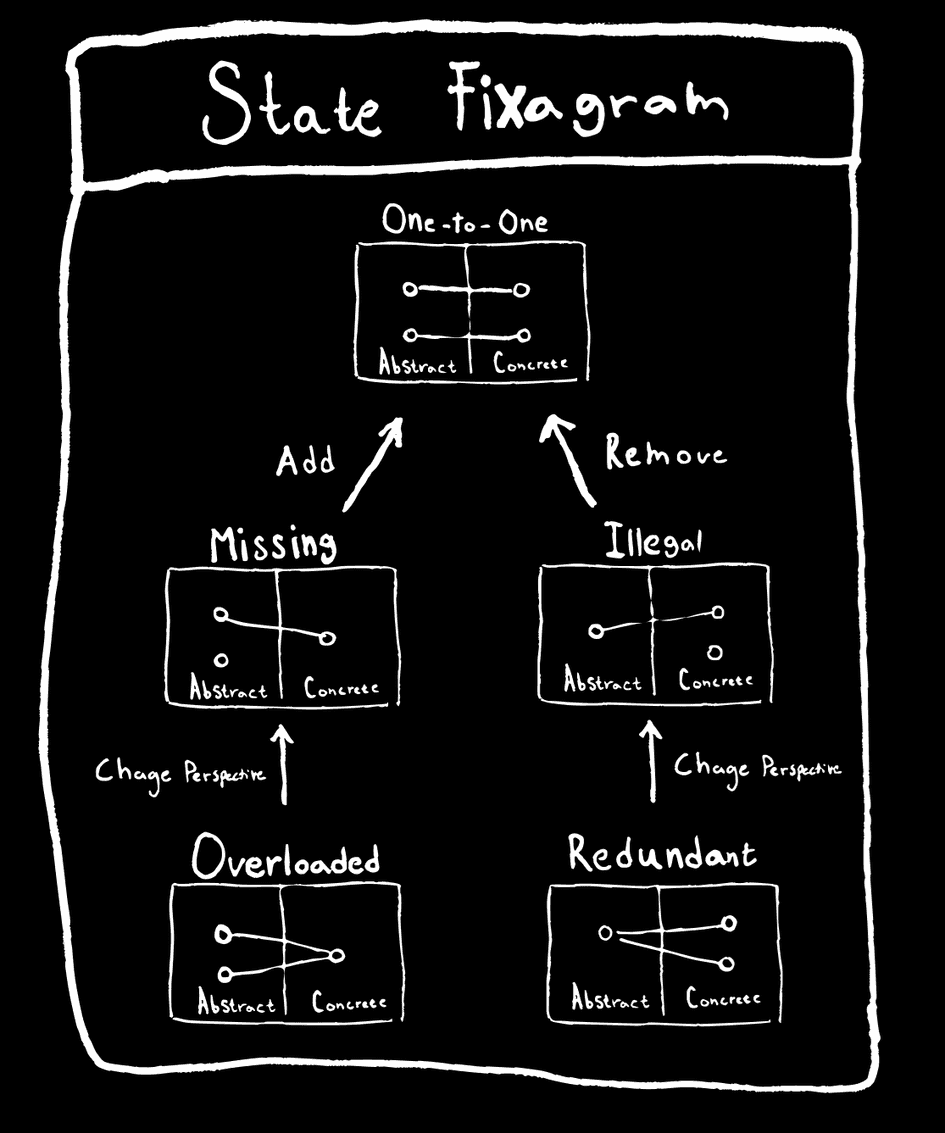 State Fixagram
One-to-One
Abstract Concrete
Add Remove
Missing Illegal
Abstract Concrete Abstract Concrete
Chage Perspective Chage Perspective
Overloaded Redundant
Abstract Concrete Abstract Concrete